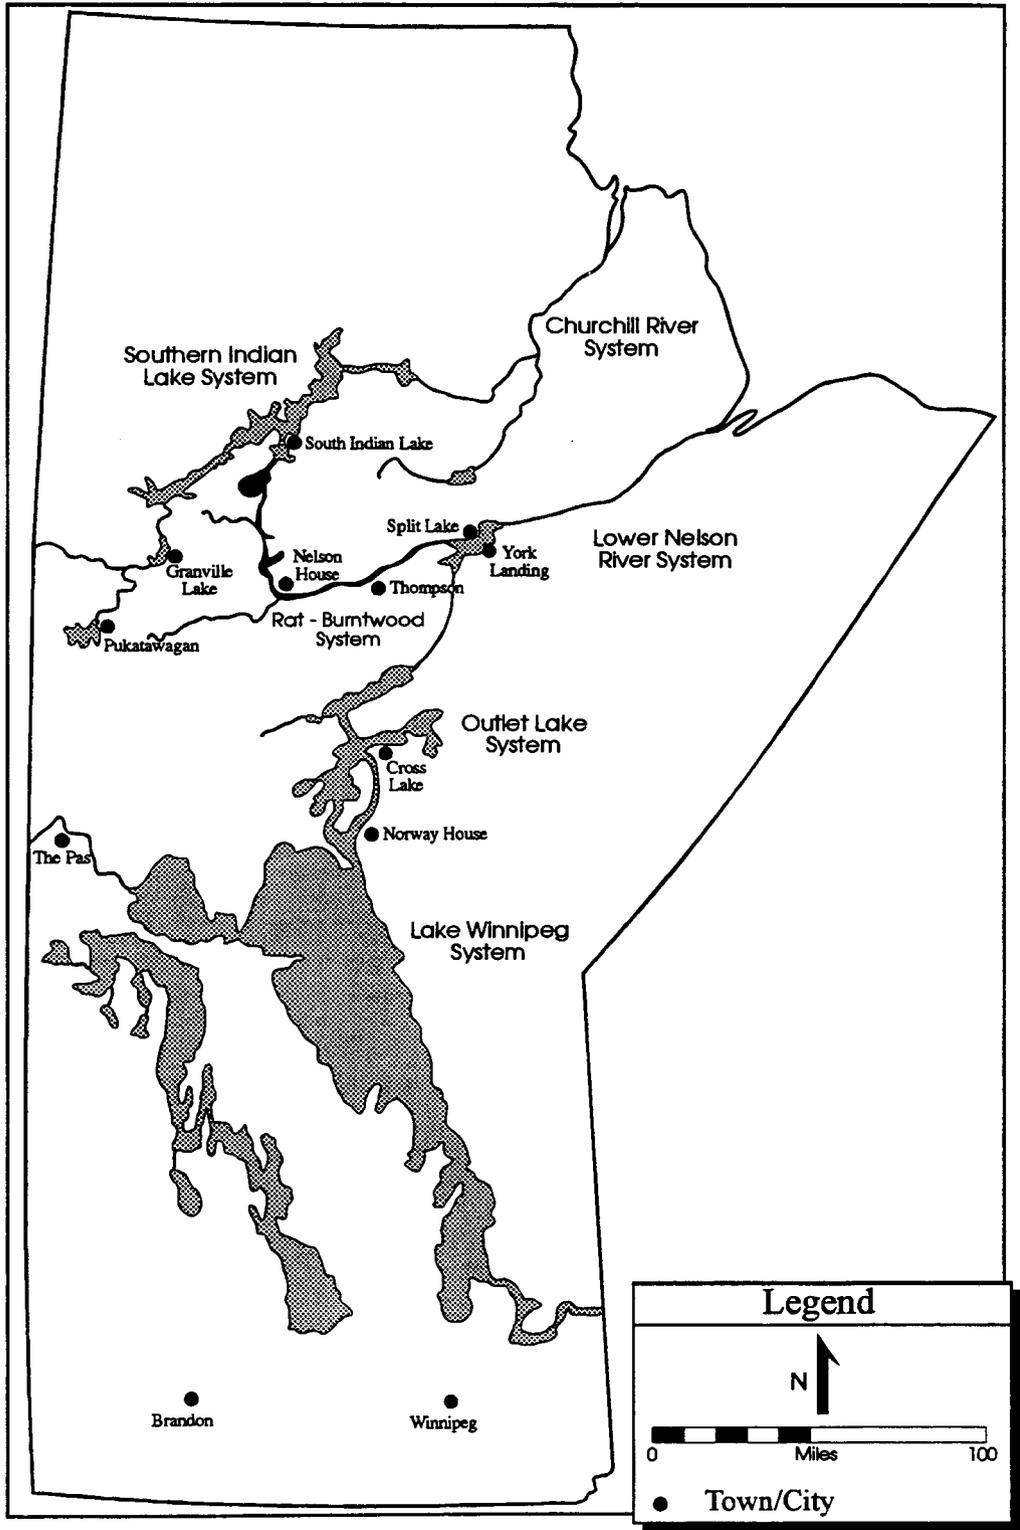 Churchill River
System
Southern Indian
Lake System
South Indian Lake
Split Lake
York
Landing
Lower Nelson
River System
Nelson
House
Granville
Lake
Thompson
Rat - Burntwood
System
Pukatawagan
Outlet Lake
System
Cross
Lake
Norway House
The Pas
Lake Winnipeg
System
Legend
N
0 Miles 100
Town/City
Brandon
Winnipeg